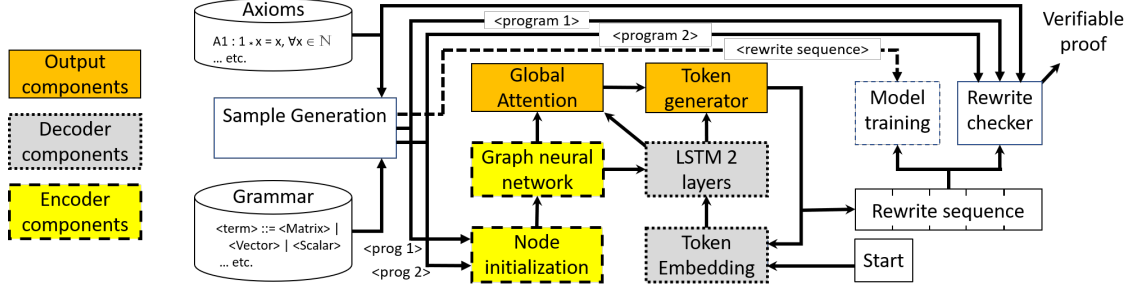 Output
components
Decoder
components
Encoder
components
Axioms
A1 : 1 * x = x, ∀x ∈ ℕ
... etc.
Sample Generation
Grammar
<term> ::= <Matrix> |
<Vector> | <Scalar>
... etc.
<program 1>
<program 2>
<rewrite sequence>
<prog 1>
<prog 2>
Global
Attention
Token
generator
Graph neural
network
LSTM 2
layers
Node
initialization
Token
Embedding
Model
training
Rewrite
checker
Verifiable
proof
Rewrite sequence
Start